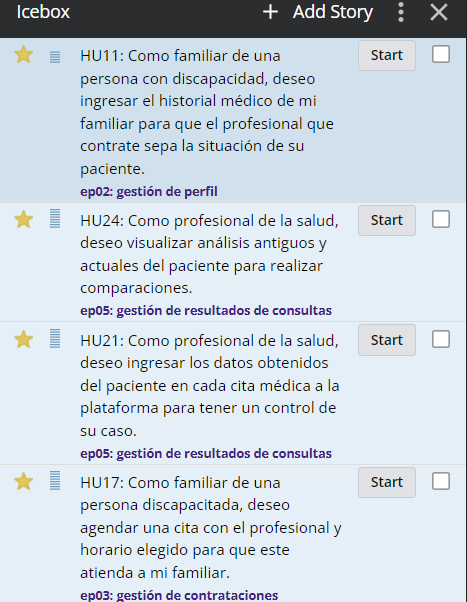 Icebox + Add Story
HU11: Como familiar de una Start
persona con discapacidad, deseo
ingresar el historial médico de mi
familiar para que el profesional que
contrate sepa la situación de su
paciente.
ep02: gestión de perfil
HU24: Como profesional de la salud, Start
deseo visualizar análisis antiguos y
actuales del paciente para realizar
comparaciones.
ep05: gestión de resultados de consultas
HU21: Como profesional de la salud, Start
deseo ingresar los datos obtenidos
del paciente en cada cita médica a la
plataforma para tener un control de
su caso.
ep05: gestión de resultados de consultas
HU17: Como familiar de una Start
persona discapacitada, deseo
agendar una cita con el profesional y
horario elegido para que este
atienda a mi familiar.
ep03: gestión de contrataciones